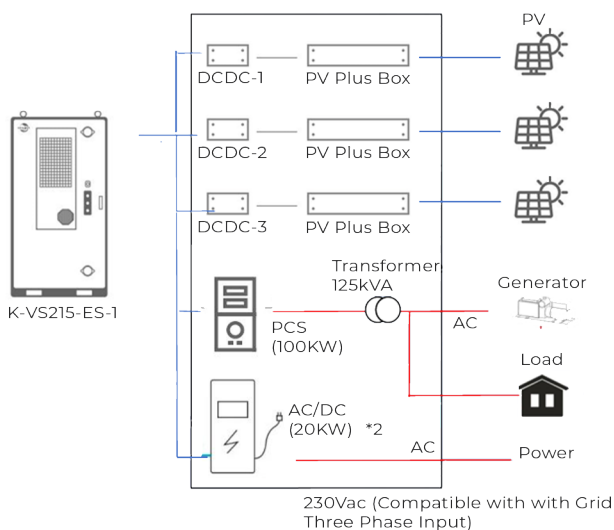 PV
DCDC-1
PV Plus Box
DCDC-2
PV Plus Box
DCDC-3
PV Plus Box
K-VS215-ES-1
Transformer
125kVA
Generator
PCS
(100KW)
AC
Load
AC/DC
(20KW) *2
AC
Power
230Vac (Compatible with with Grid
Three Phase Input)